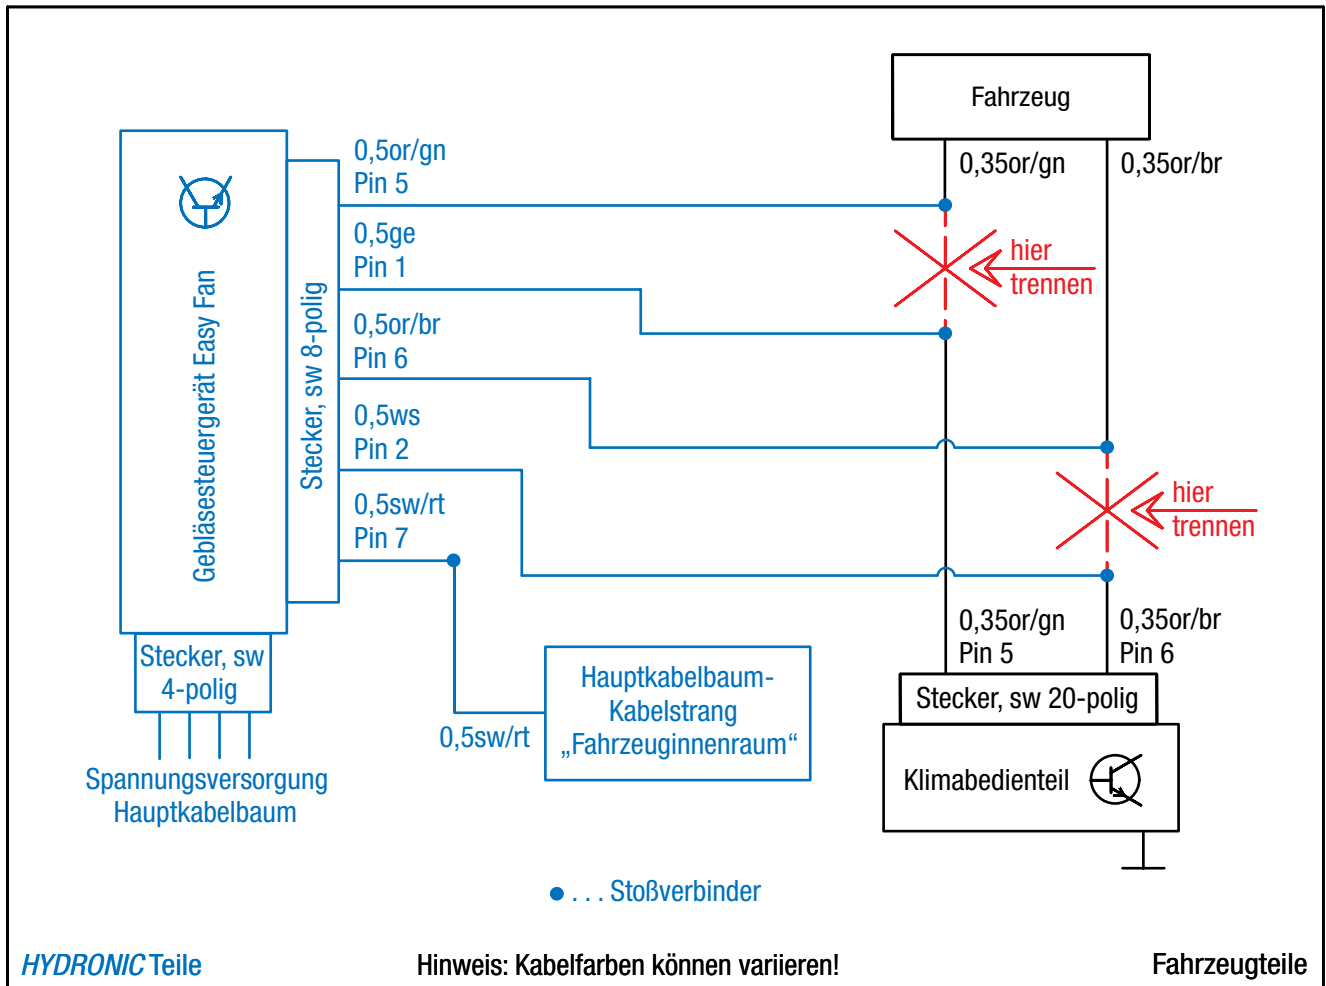 Fahrzeug
0,35or/gn
0,35or/br
0,5or/gn
Pin 5
0,5ge
Pin 1
0,5or/br
Pin 6
0,5ws
Pin 2
0,5sw/rt
Pin 7
Gebläsesteuergerät Easy Fan
Stecker, sw 8-polig
hier
trennen
hier
trennen
Stecker, sw
4-polig
Spannungsversorgung
Hauptkabelbaum
0,5sw/rt
Hauptkabelbaum-
Kabelstrang
„Fahrzeuginnenraum“
0,35or/gn
Pin 5
0,35or/br
Pin 6
Stecker, sw 20-polig
Klimabedienteil
. . . Stoßverbinder
HYDRONIC Teile
Hinweis: Kabelfarben können variieren!
Fahrzeugteile